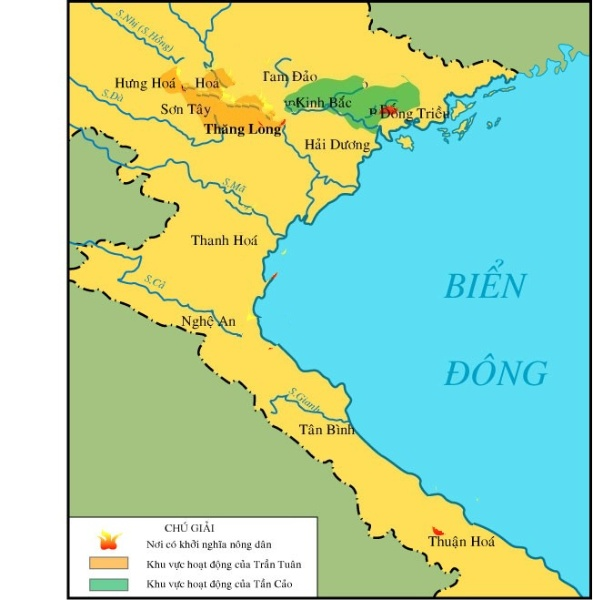 S.Nhị (S.Hồng)
Hưng Hoá
Hoa
Tam Đảo
S.Đà
Sơn Tây
Kinh Bắc
Đông Triều
Thăng Long
Hải Dương
S.Mã
Thanh Hoá
S.Cả
Nghệ An
BIỂN
ĐÔNG
S.Gianh
Tân Bình
Thuận Hoá
CHÚ GIẢI
Nơi có khởi nghĩa nông dân
Khu vực hoạt động của Trần Tuân
Khu vực hoạt động của Tần Cảo